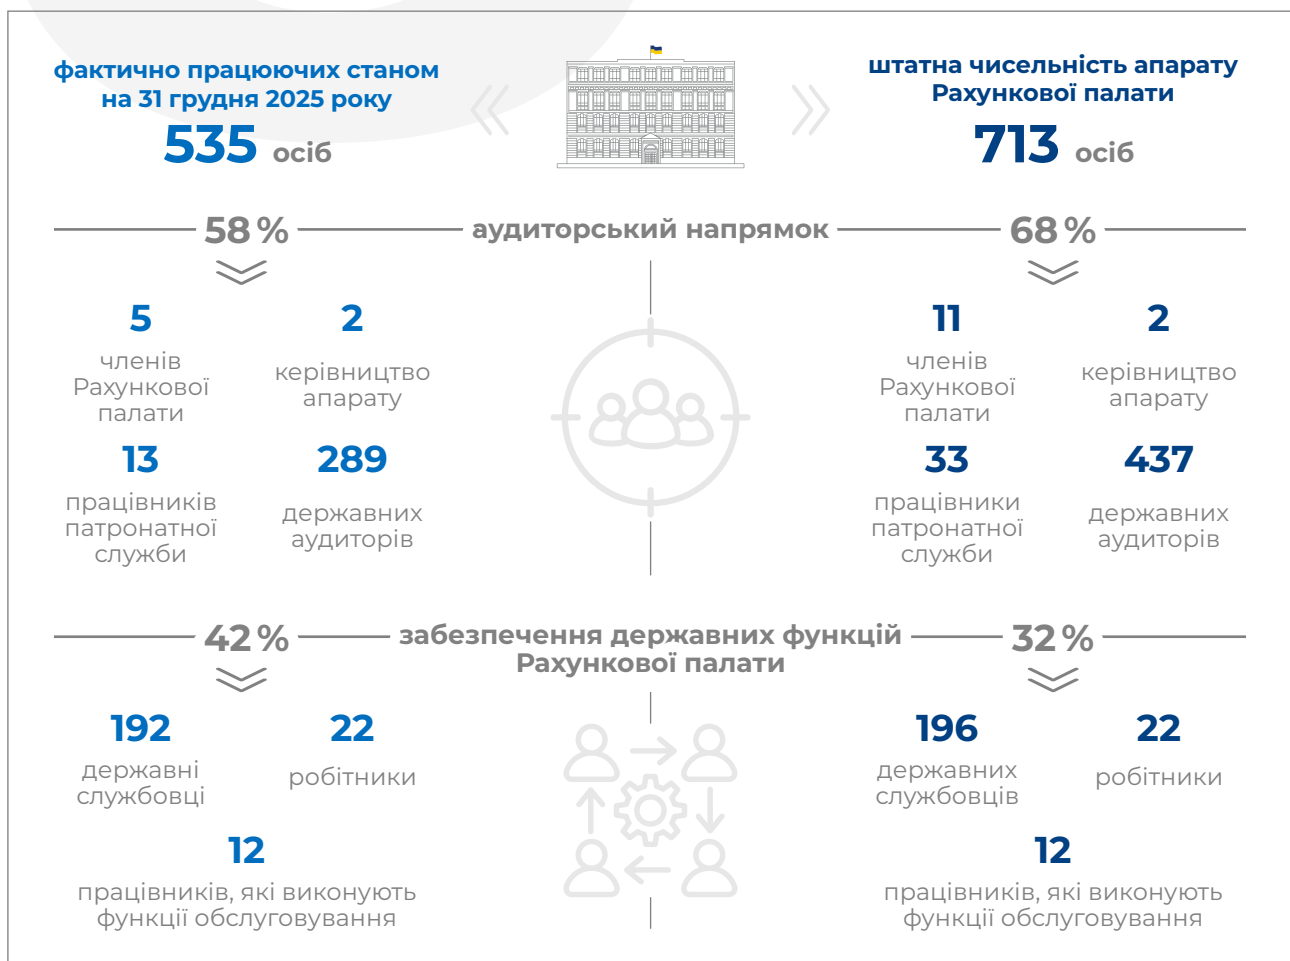 фактично працюючих станом
на 31 грудня 2025 року
535 осіб
штатна чисельність апарату
Рахункової палати
713 осіб
58 %
аудиторський напрямок
68 %
5
членів
Рахункової
палати
2
керівництво
апарату
13
працівників
патронатної
служби
289
державних
аудиторів
11
членів
Рахункової
палати
2
керівництво
апарату
33
працівники
патронатної
служби
437
державних
аудиторів
42 %
забезпечення державних функцій
Рахункової палати
32 %
192
державні
службовці
22
робітники
12
працівників, які виконують
функції обслуговування
196
державних
службовців
22
робітники
12
працівників, які виконують
функції обслуговування